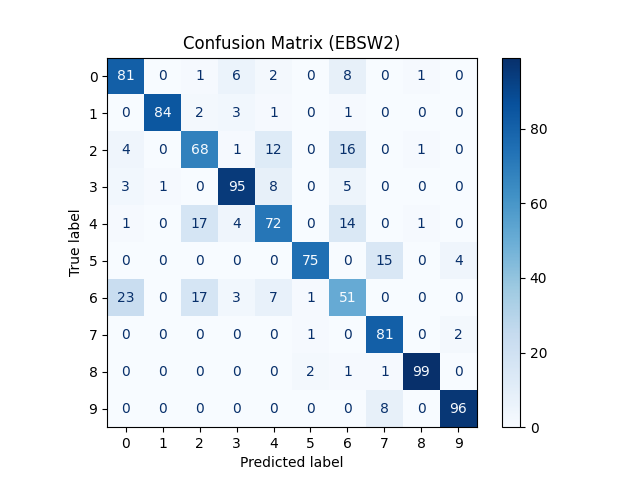 Confusion Matrix (EBSW2)
0 81 0 1 6 2 0 8 0 1 0
1 0 84 2 3 1 0 1 0 0 0
2 4 0 68 1 12 0 16 0 1 0
3 3 1 0 95 8 0 5 0 0 0
4 1 0 17 4 72 0 14 0 1 0
5 0 0 0 0 0 75 0 15 0 4
6 23 0 17 3 7 1 51 0 0 0
7 0 0 0 0 0 1 0 81 0 2
8 0 0 0 0 0 2 1 1 99 0
9 0 0 0 0 0 0 0 8 0 96
0 1 2 3 4 5 6 7 8 9
Predicted label
True label
80
60
40
20
0